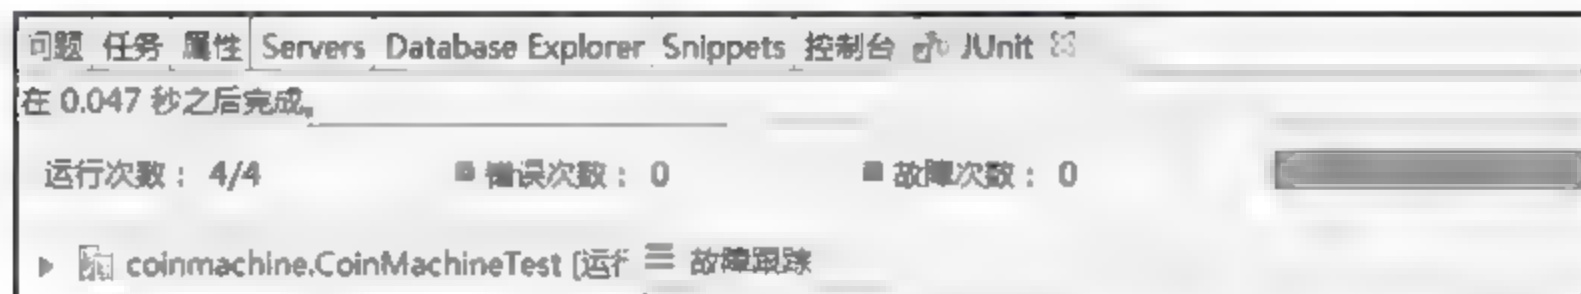 问题 任务 属性 Servers Database Explorer Snippets 控制台 JUnit
在 0.047 秒之后完成。
运行次数： 4/4 错误次数： 0 故障次数： 0
coinmachine.CoinMachineTest [运行 故障跟踪